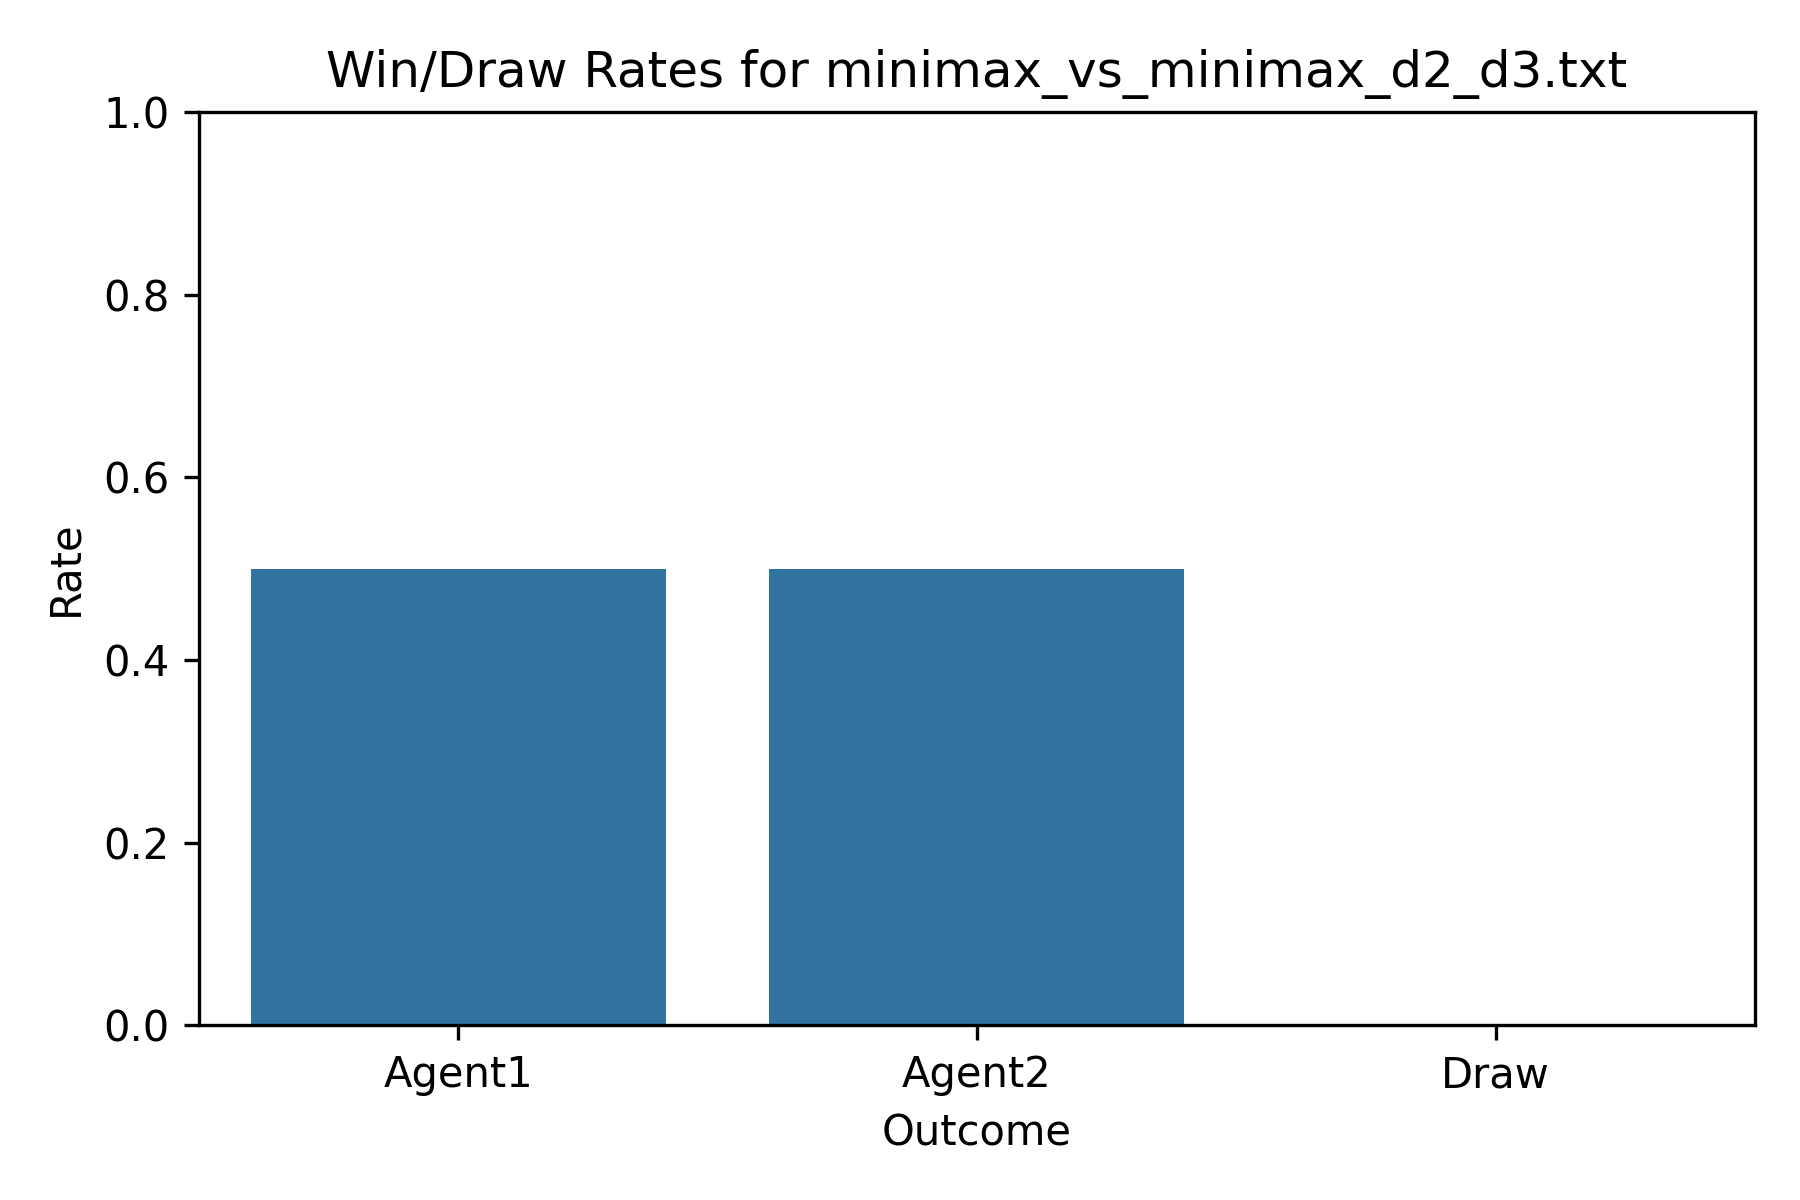 Win/Draw Rates for minimax_vs_minimax_d2_d3.txt
1.0
0.8
0.6
0.4
0.2
0.0
Rate
Agent1 Agent2 Draw
Outcome